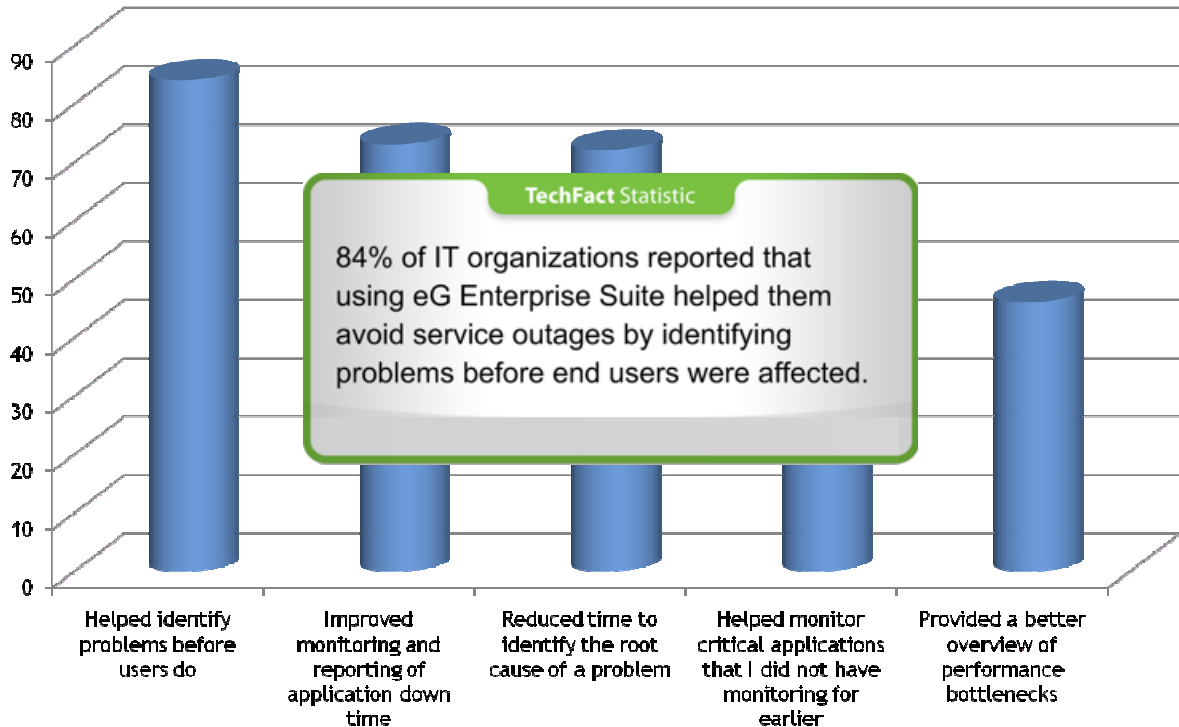 90
80
70
60
50
40
30
20
10
0
TechFact Statistic
84% of IT organizations reported that
using eG Enterprise Suite helped them
avoid service outages by identifying
problems before end users were affected.
Helped identify
problems before
users do
Improved
monitoring and
reporting of
application down
time
Reduced time to
identify the root
cause of a problem
Helped monitor
critical applications
that I did not have
monitoring for
earlier
Provided a better
overview of
performance
bottlenecks